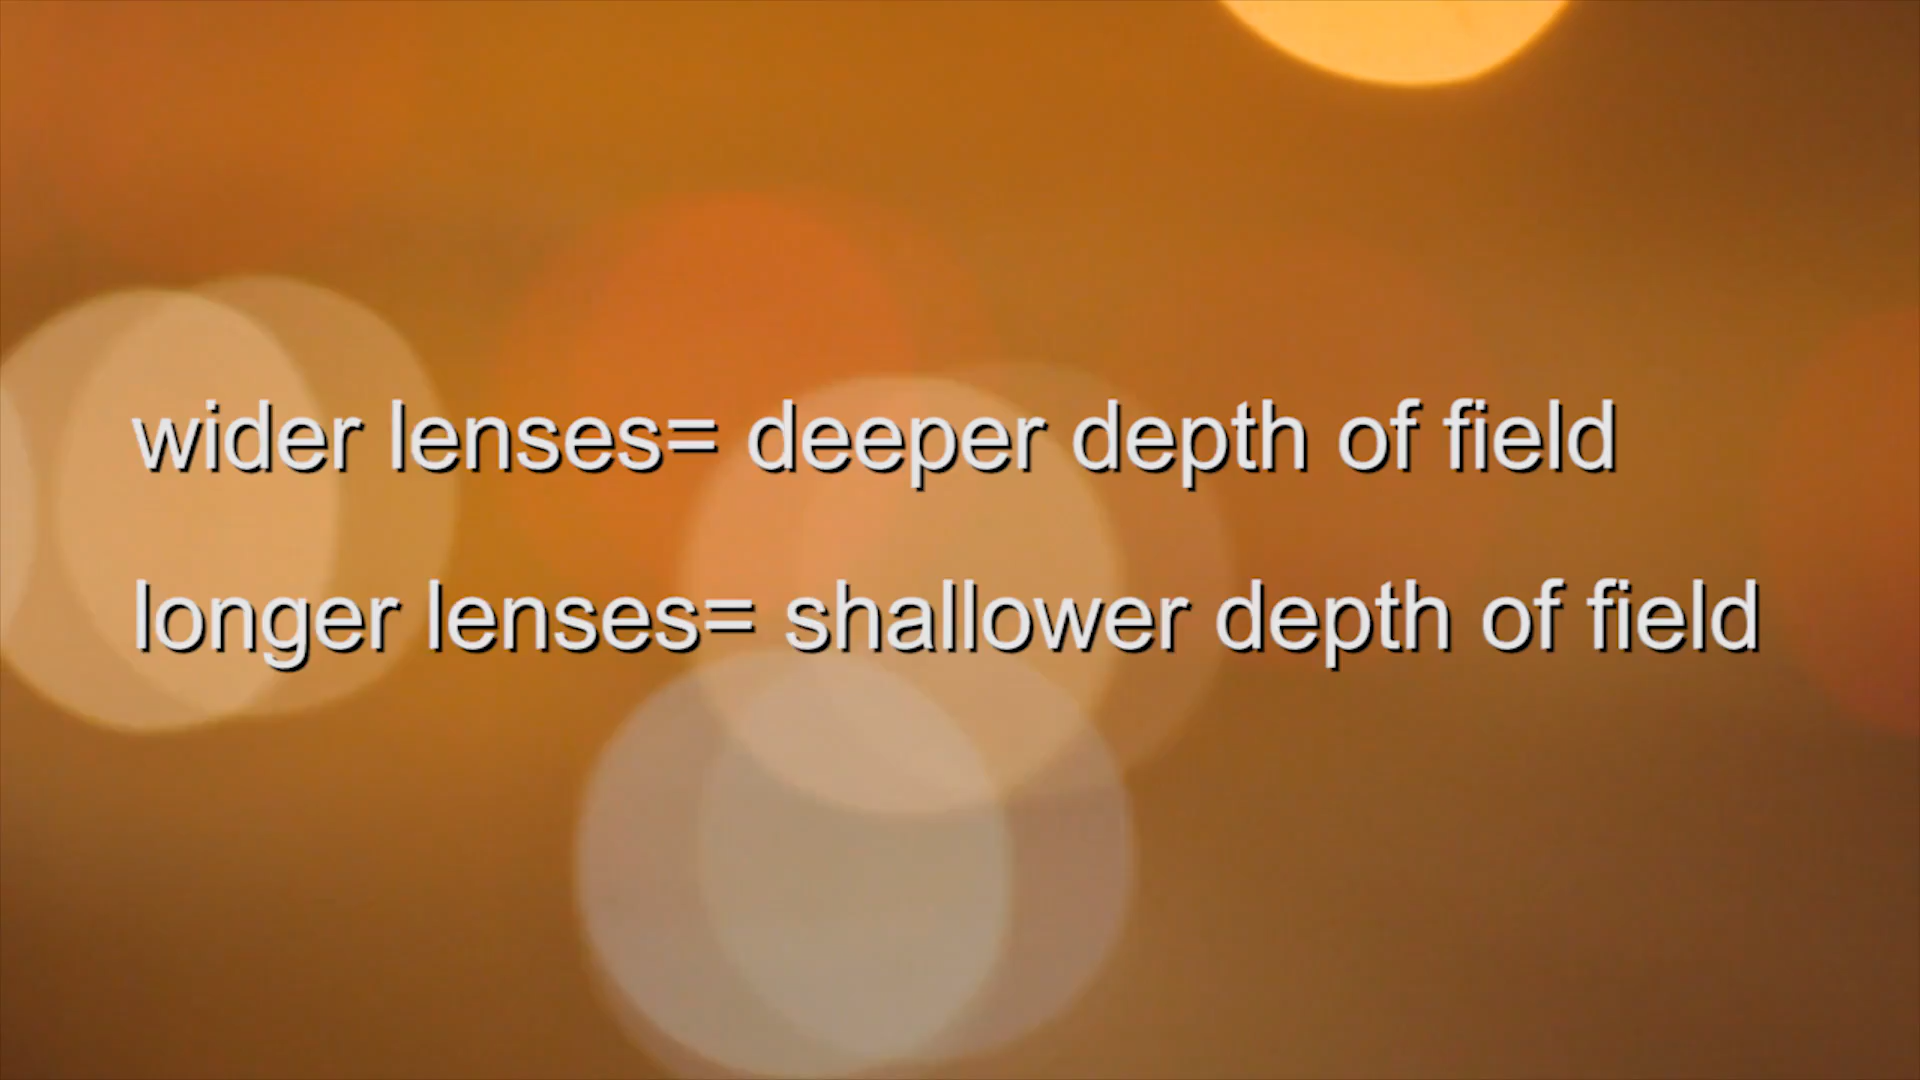 wider lenses= deeper depth of field
longer lenses= shallower depth of field